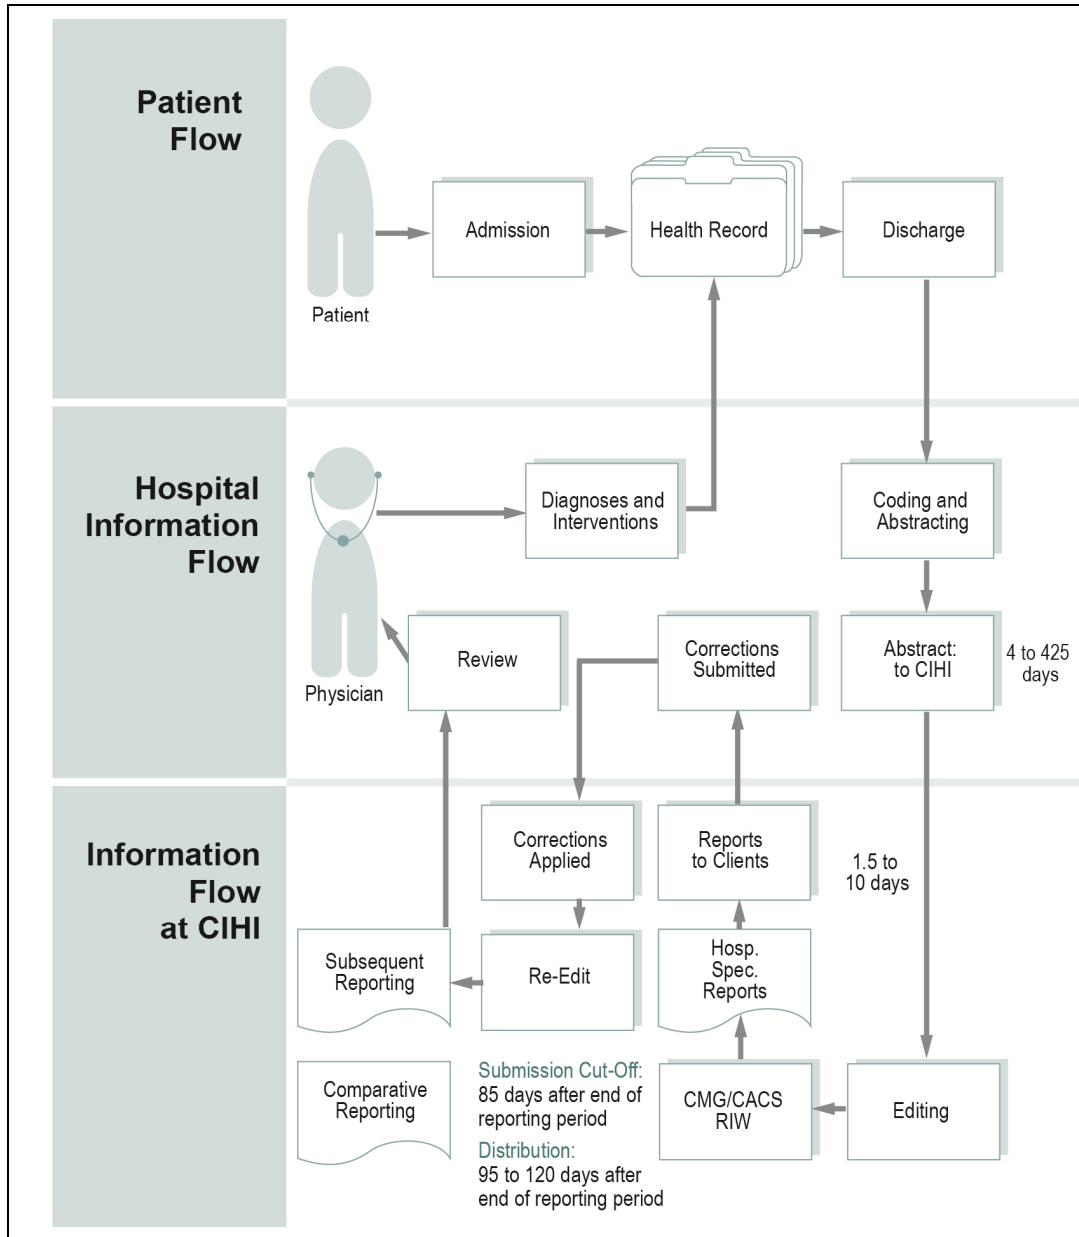 Patient
Flow
Admission
Health Record
Discharge
Patient
Hospital
Information
Flow
Diagnoses and
Interventions
Coding and
Abstracting
Review
Corrections
Submitted
Abstract:
to CIHI
4 to 425
days
Physician
Information
Flow
at CIHI
Corrections
Applied
Reports
to Clients
1.5 to
10 days
Subsequent
Reporting
Re-Edit
Hosp.
Spec.
Reports
Comparative
Reporting
Submission Cut-Off:
85 days after end of
reporting period
Distribution:
95 to 120 days after
end of reporting period
CMG/CACS
RIW
Editing